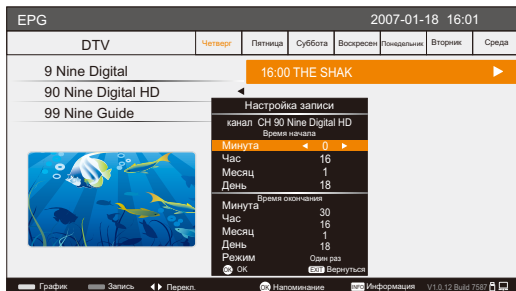 EPG 2007-01-18 16:01
DTV Четверг Пятница Суббота Воскресен Понедельник Вторник Среда
9 Nine Digital 16:00 THE SHAK
90 Nine Digital HD
99 Nine Guide
Настройка записи
канал CH 90 Nine Digital HD
Время начала
Минута 0
Час 16
Месяц 1
День 18
Время окончания
Минута 30
Час 16
Месяц 1
День 18
Режим Один раз
OK OK EXIT Вернуться
График Запись Перекл. OK Напоминание INFO Информация V1.0.12 Build 7587